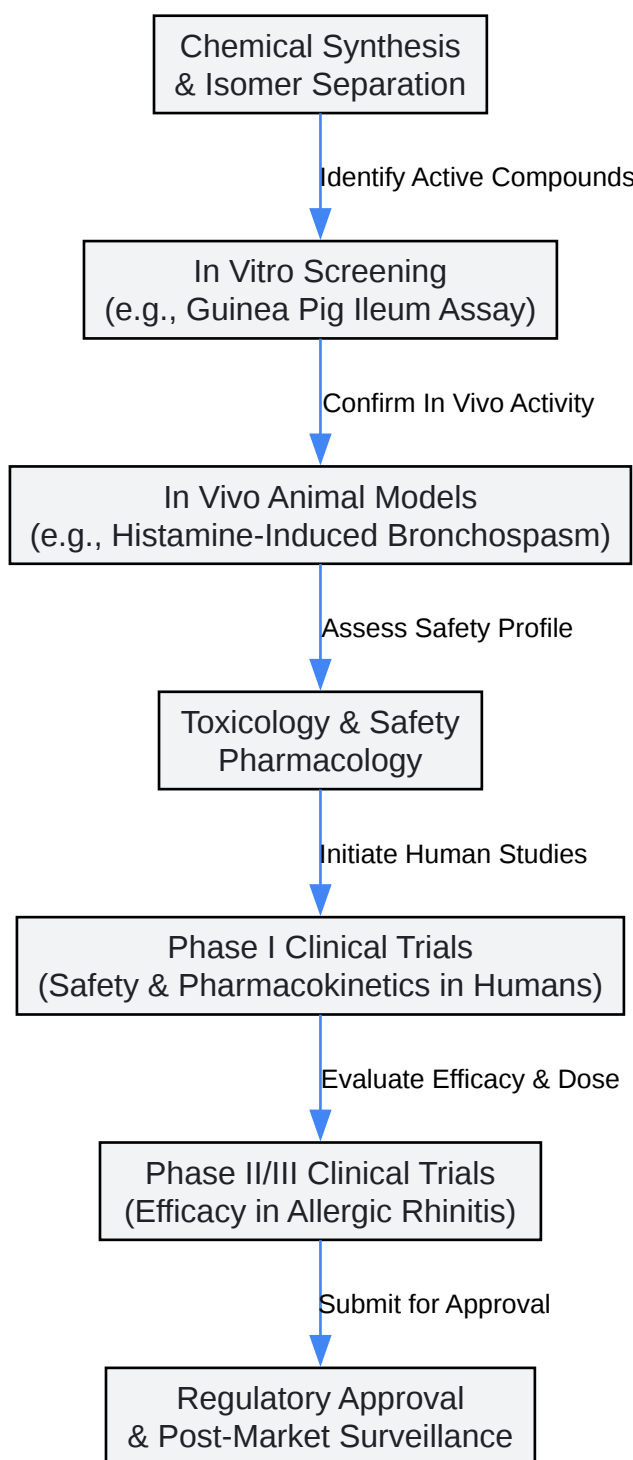 Chemical Synthesis
& Isomer Separation
Identify Active Compounds
In Vitro Screening
(e.g., Guinea Pig Ileum Assay)
Confirm In Vivo Activity
In Vivo Animal Models
(e.g., Histamine-Induced Bronchospasm)
Assess Safety Profile
Toxicology & Safety
Pharmacology
Initiate Human Studies
Phase I Clinical Trials
(Safety & Pharmacokinetics in Humans)
Evaluate Efficacy & Dose
Phase II/III Clinical Trials
(Efficacy in Allergic Rhinitis)
Submit for Approval
Regulatory Approval
& Post-Market Surveillance